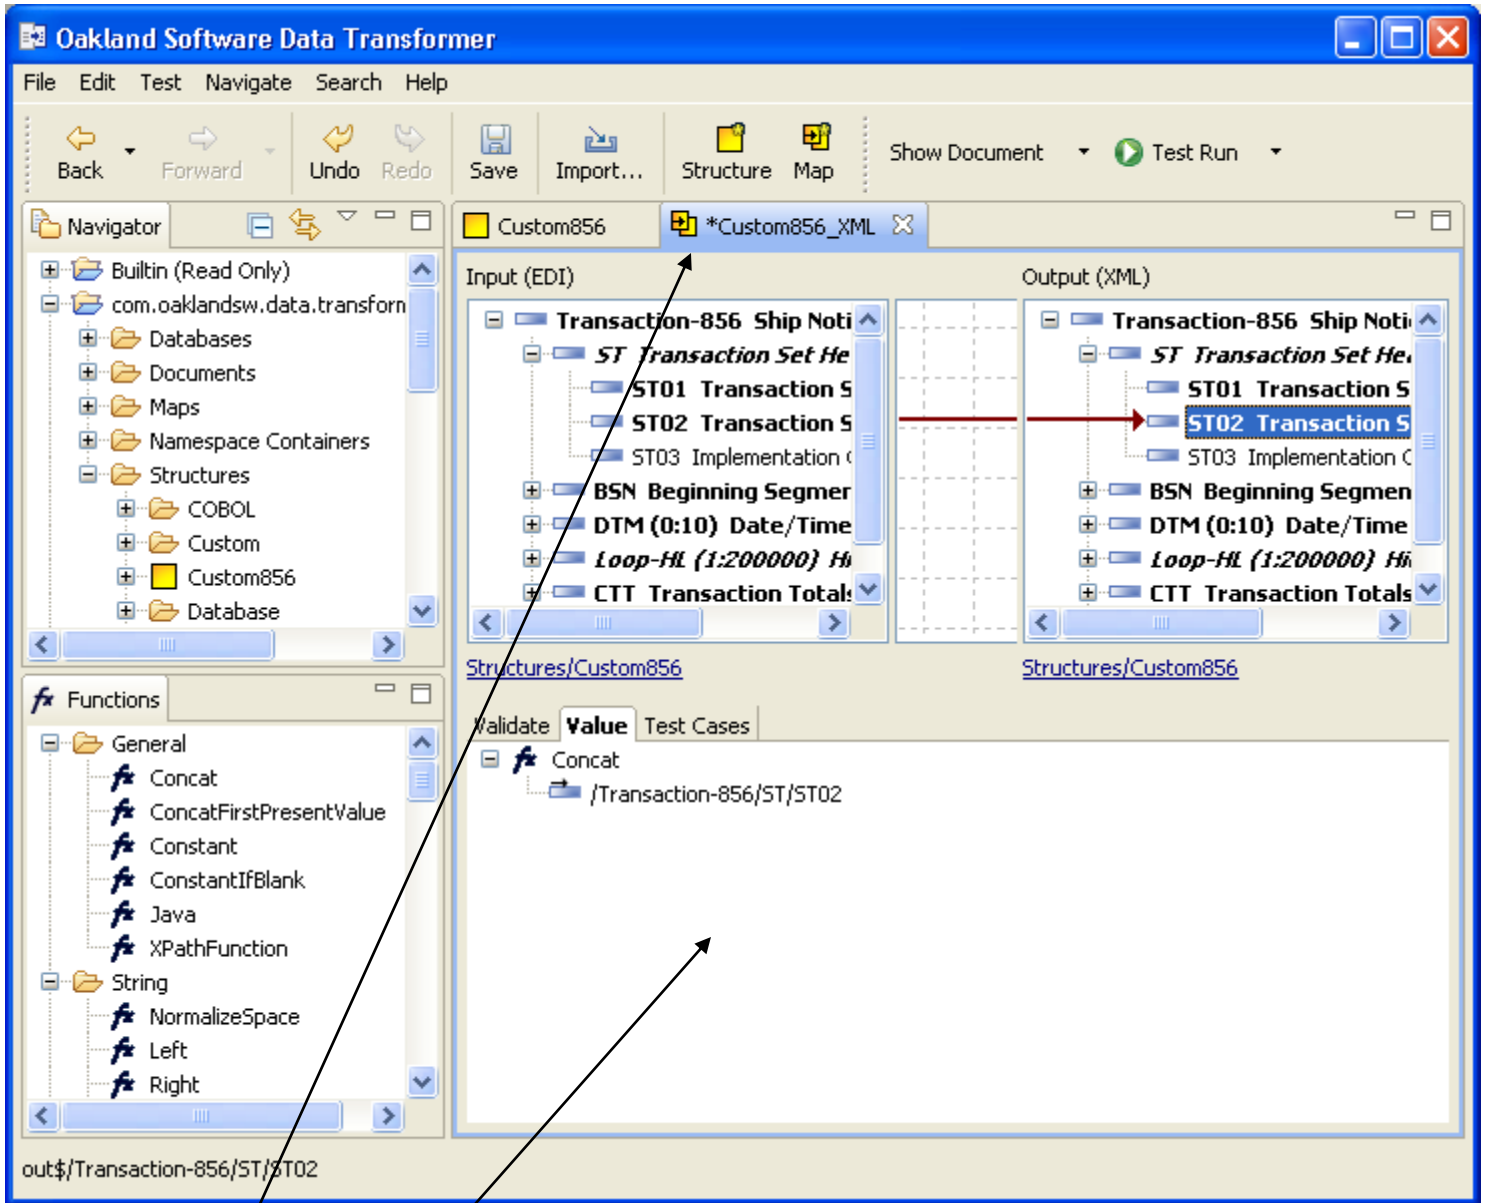 Oakland Software Data Transformer
File Edit Test Navigate Search Help
Back Forward Undo Redo Save Import... Structure Map Show Document Test Run
Navigator
Builtin (Read Only)
com.oaklandsw.data.transforn
Databases
Documents
Maps
Namespace Containers
Structures
COBOL
Custom
Custom856
Database
Functions
General
Concat
ConcatFirstPresentValue
Constant
ConstantIfBlank
Java
XPathFunction
String
NormalizeSpace
Left
Right
Custom856 *Custom856_XML
Input (EDI)
Transaction-856 Ship Noti
ST Transaction Set He
ST01 Transaction S
ST02 Transaction S
ST03 Implementation
BSN Beginning Segmer
DTM (0:10) Date/Time
Loop-HL (1:200000) Hi
CTT Transaction Totals
Structures/Custom856
Output (XML)
Transaction-856 Ship Noti
ST Transaction Set Hea
ST01 Transaction S
ST02 Transaction S
ST03 Implementation C
BSN Beginning Segmen
DTM (0:10) Date/Time
Loop-HL (1:200000) Hi
CTT Transaction Totals
Structures/Custom856
Validate Value Test Cases
Concat
/Transaction-856/ST/ST02
out$/Transaction-856/ST/ST02